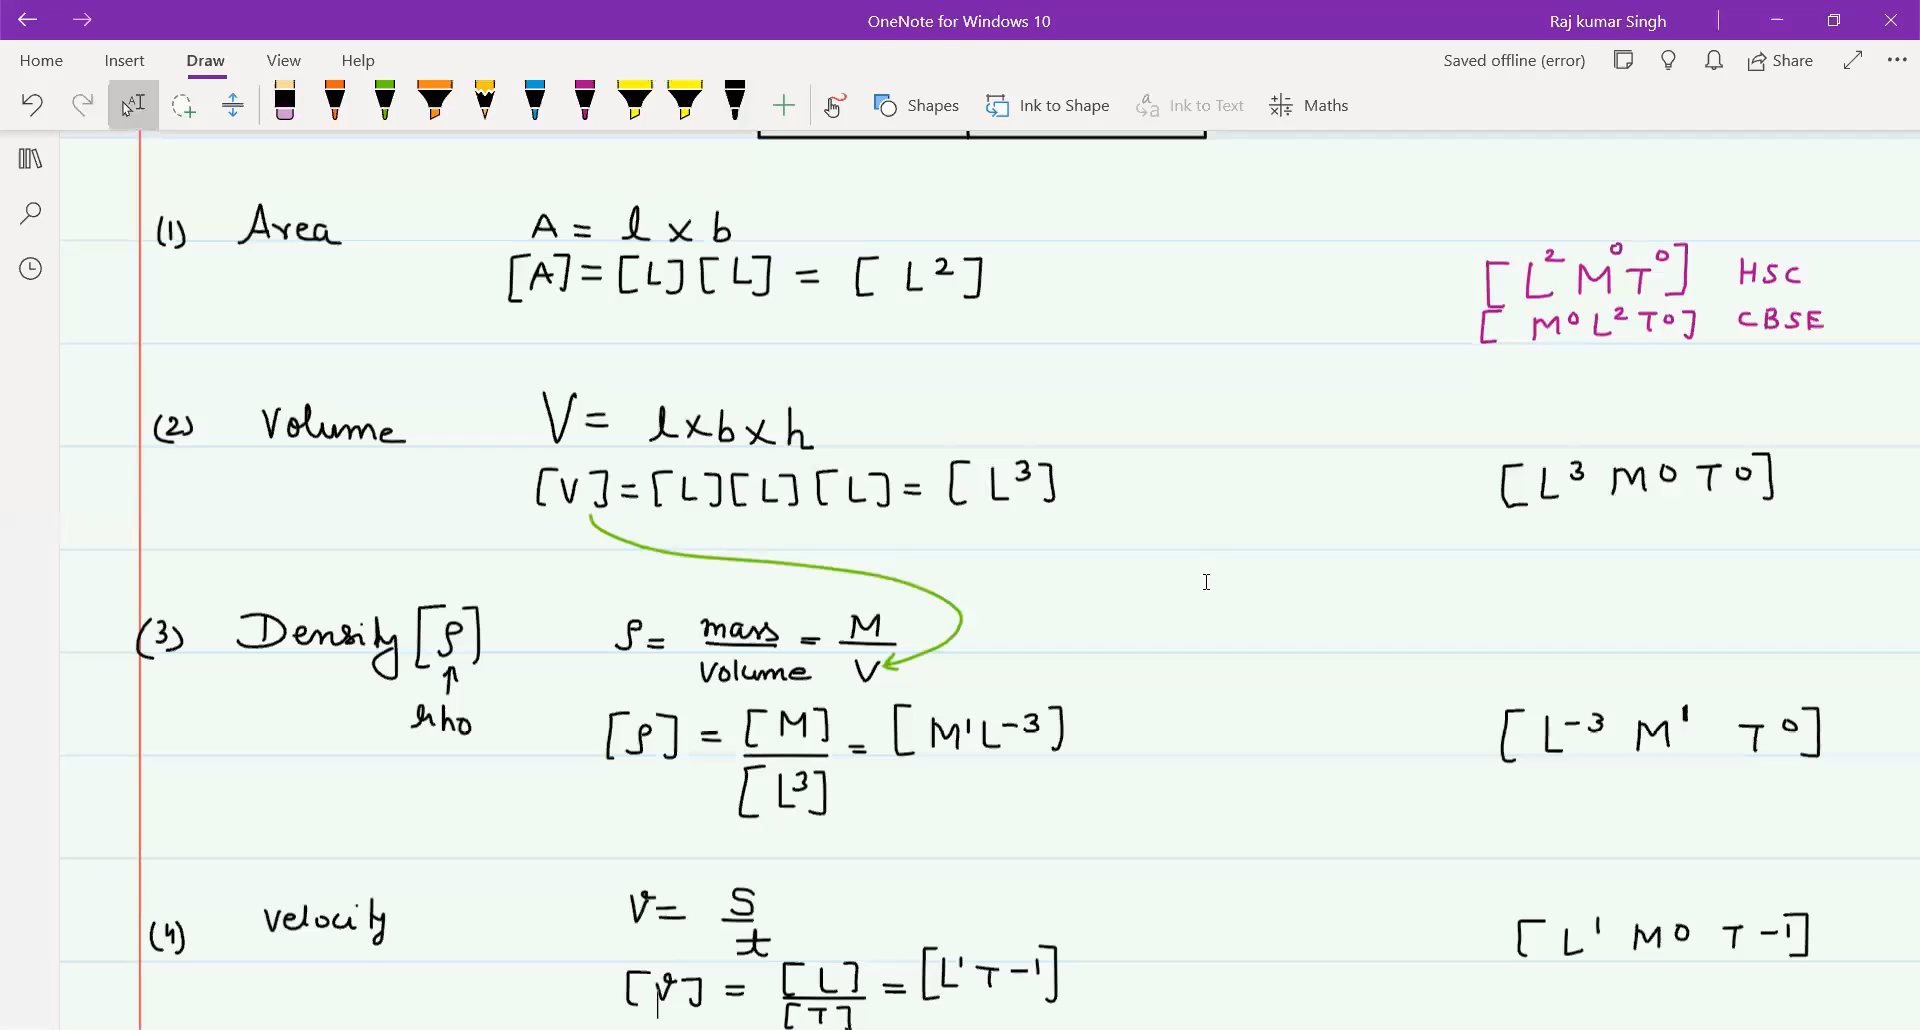 OneNote for Windows 10
Raj kumar Singh
Home Insert Draw View Help
Saved offline (error) Share
Shapes Ink to Shape Ink to Text Maths
(1) Area A = l × b
[A] = [L] [L] = [ L² ]
[ L² M⁰ T⁰ ] HSC
[ M⁰ L² T⁰ ] CBSE
(2) Volume V = l × b × h
[V] = [L] [L] [L] = [ L³ ]
[ L³ M⁰ T⁰ ]
(3) Density [ρ] ρ = mass/volume = M/V
↑
rho
[ρ] = [M]/[L³] = [ M¹ L⁻³ ]
[ L⁻³ M¹ T⁰ ]
(4) Velocity v = S/t
[v] = [L]/[T] = [L¹ T⁻¹]
[ L¹ M⁰ T⁻¹ ]